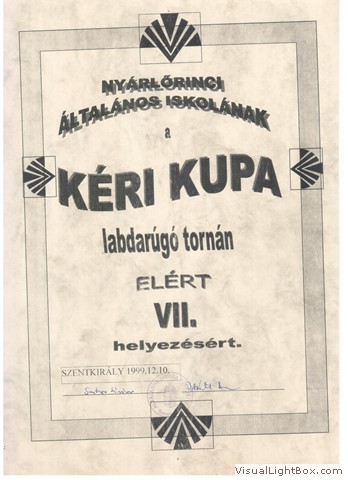 NYÁRLŐRINCI
ÁLTALÁNOS ISKOLÁNAK
a
KÉRI KUPA
labdarúgó tornán
ELÉRT
VII.
helyezésért.
SZENTKIRÁLY 1999.12.10.
VisualLightBox.com